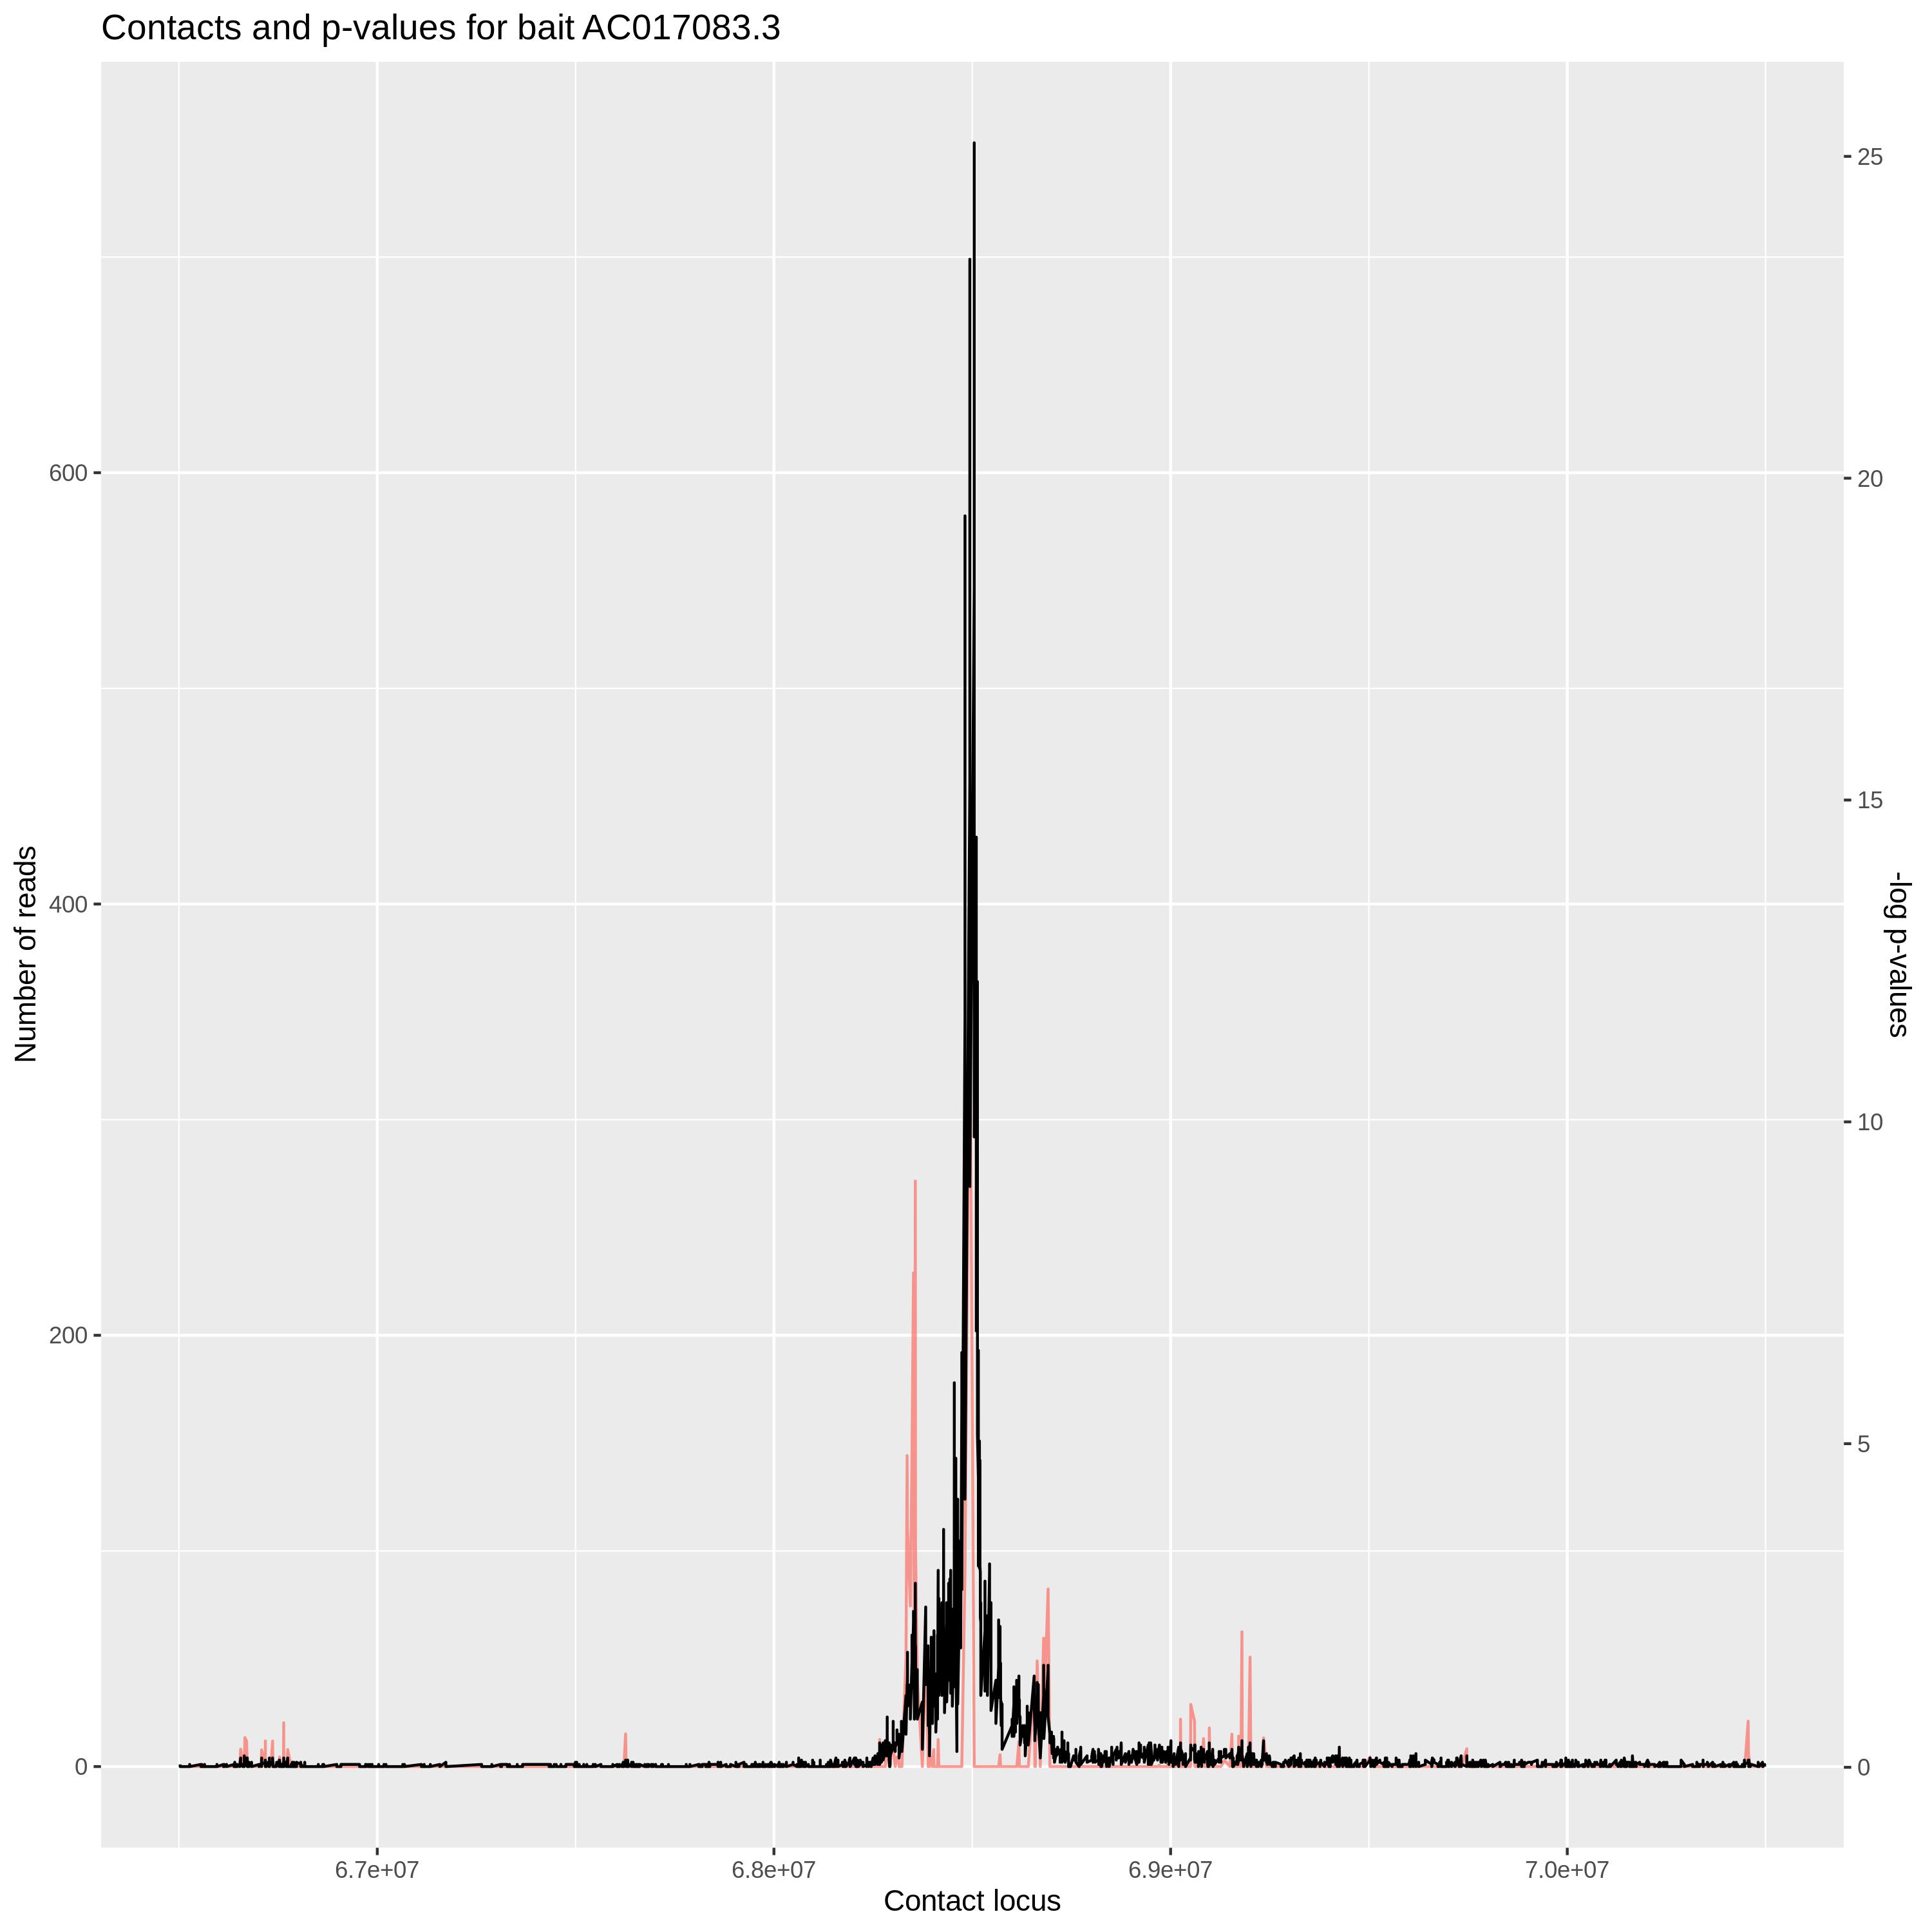 Contacts and p-values for bait AC017083.3
Number of reads
600
400
200
0
25
20
15
10
5
0
-log p-values
6.7e+07
6.8e+07
6.9e+07
7.0e+07
Contact locus